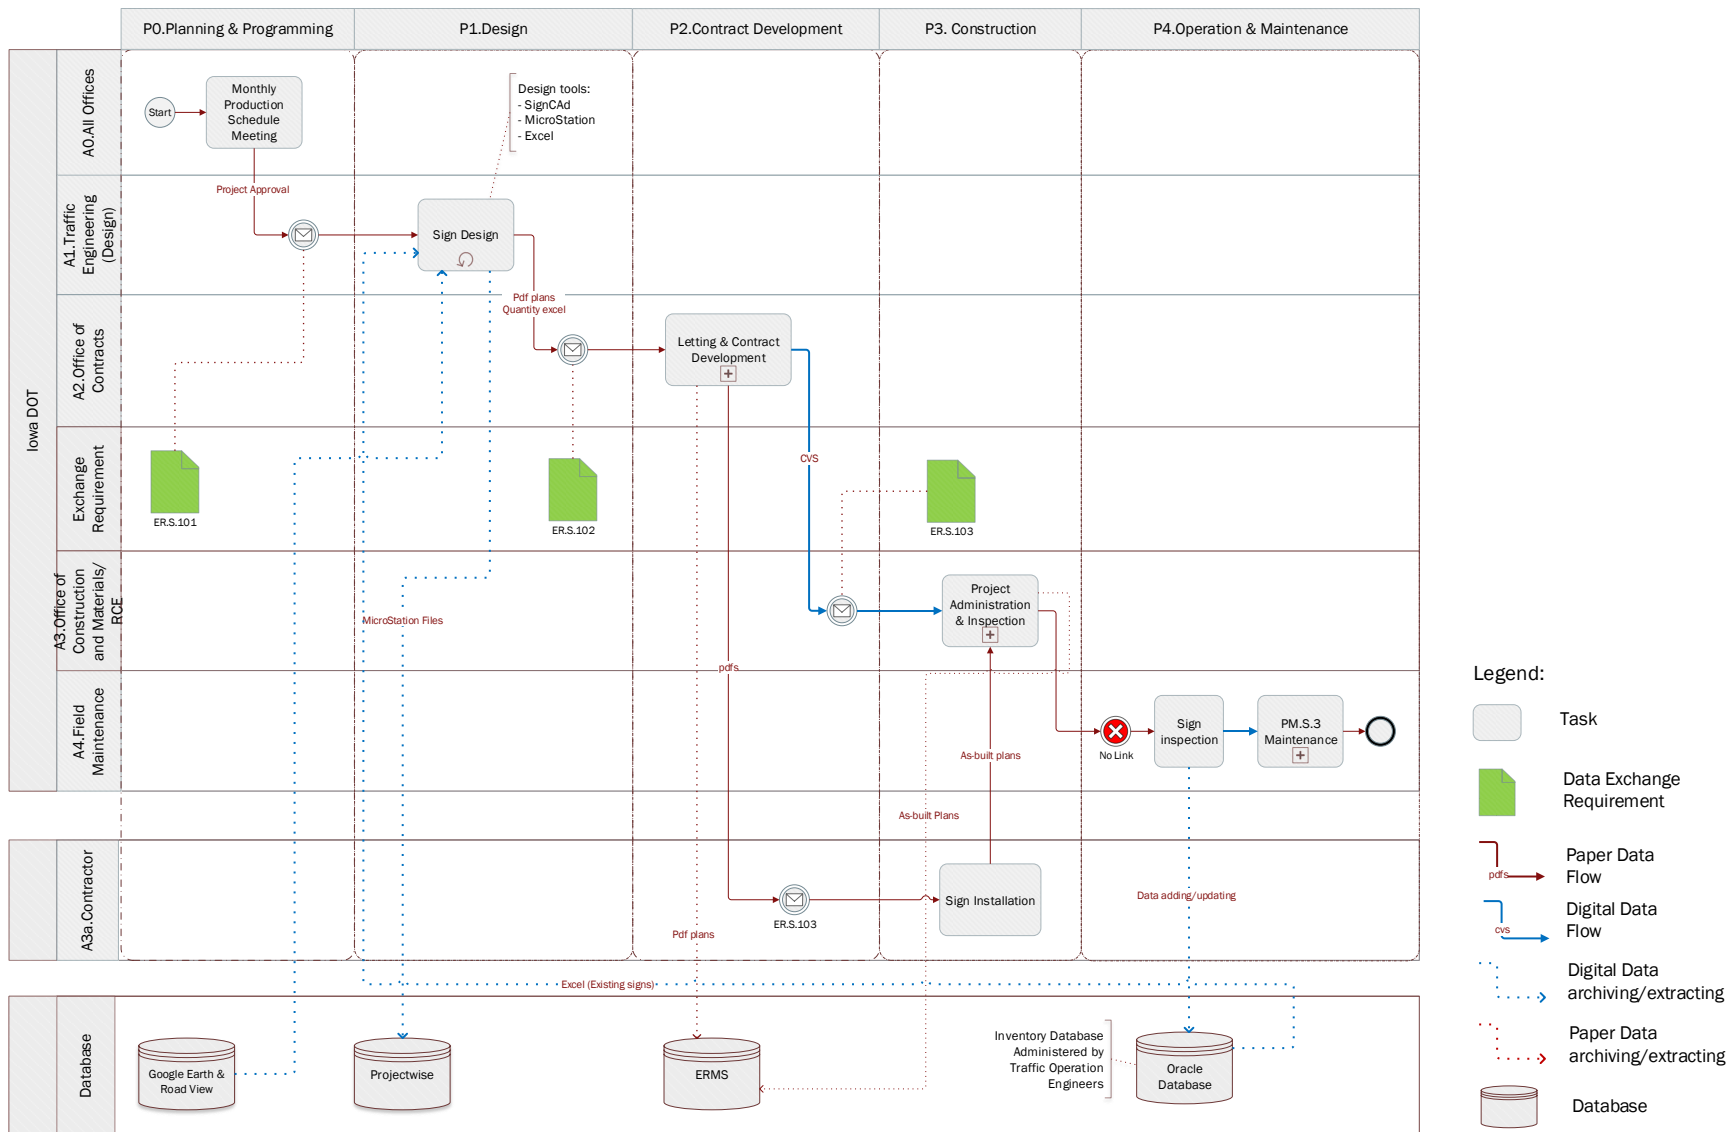 P0.Planning & Programming
P1.Design
P2.Contract Development
P3. Construction
P4.Operation & Maintenance
Iowa DOT
A0.All Offices
Start
Monthly
Production
Schedule
Meeting
Design tools:
- SignCAd
- MicroStation
- Excel
Project Approval
A1.Traffic
Engineering
(Design)
Sign Design
Pdf plans
Quantity excel
A2.Office of
Contracts
Letting & Contract
Development
CVS
Exchange
Requirement
ER.S.101
ER.S.102
ER.S.103
A3.Office of
Construction
and Materials/
RCE
MicroStation Files
Project
Administration
& Inspection
pdfs
A4.Field
Maintenance
As-built plans
No Link
Sign
inspection
PM.S.3
Maintenance
As-built Plans
A3a.Contractor
ER.S.103
Sign Installation
Data adding/updating
Pdf plans
Excel (Existing signs)
Database
Google Earth &
Road View
Projectwise
ERMS
Inventory Database
Administered by
Traffic Operation
Engineers
Oracle
Database
Legend:
Task
Data Exchange
Requirement
pdfs
Paper Data
Flow
cvs
Digital Data
Flow
Digital Data
archiving/extracting
Paper Data
archiving/extracting
Database